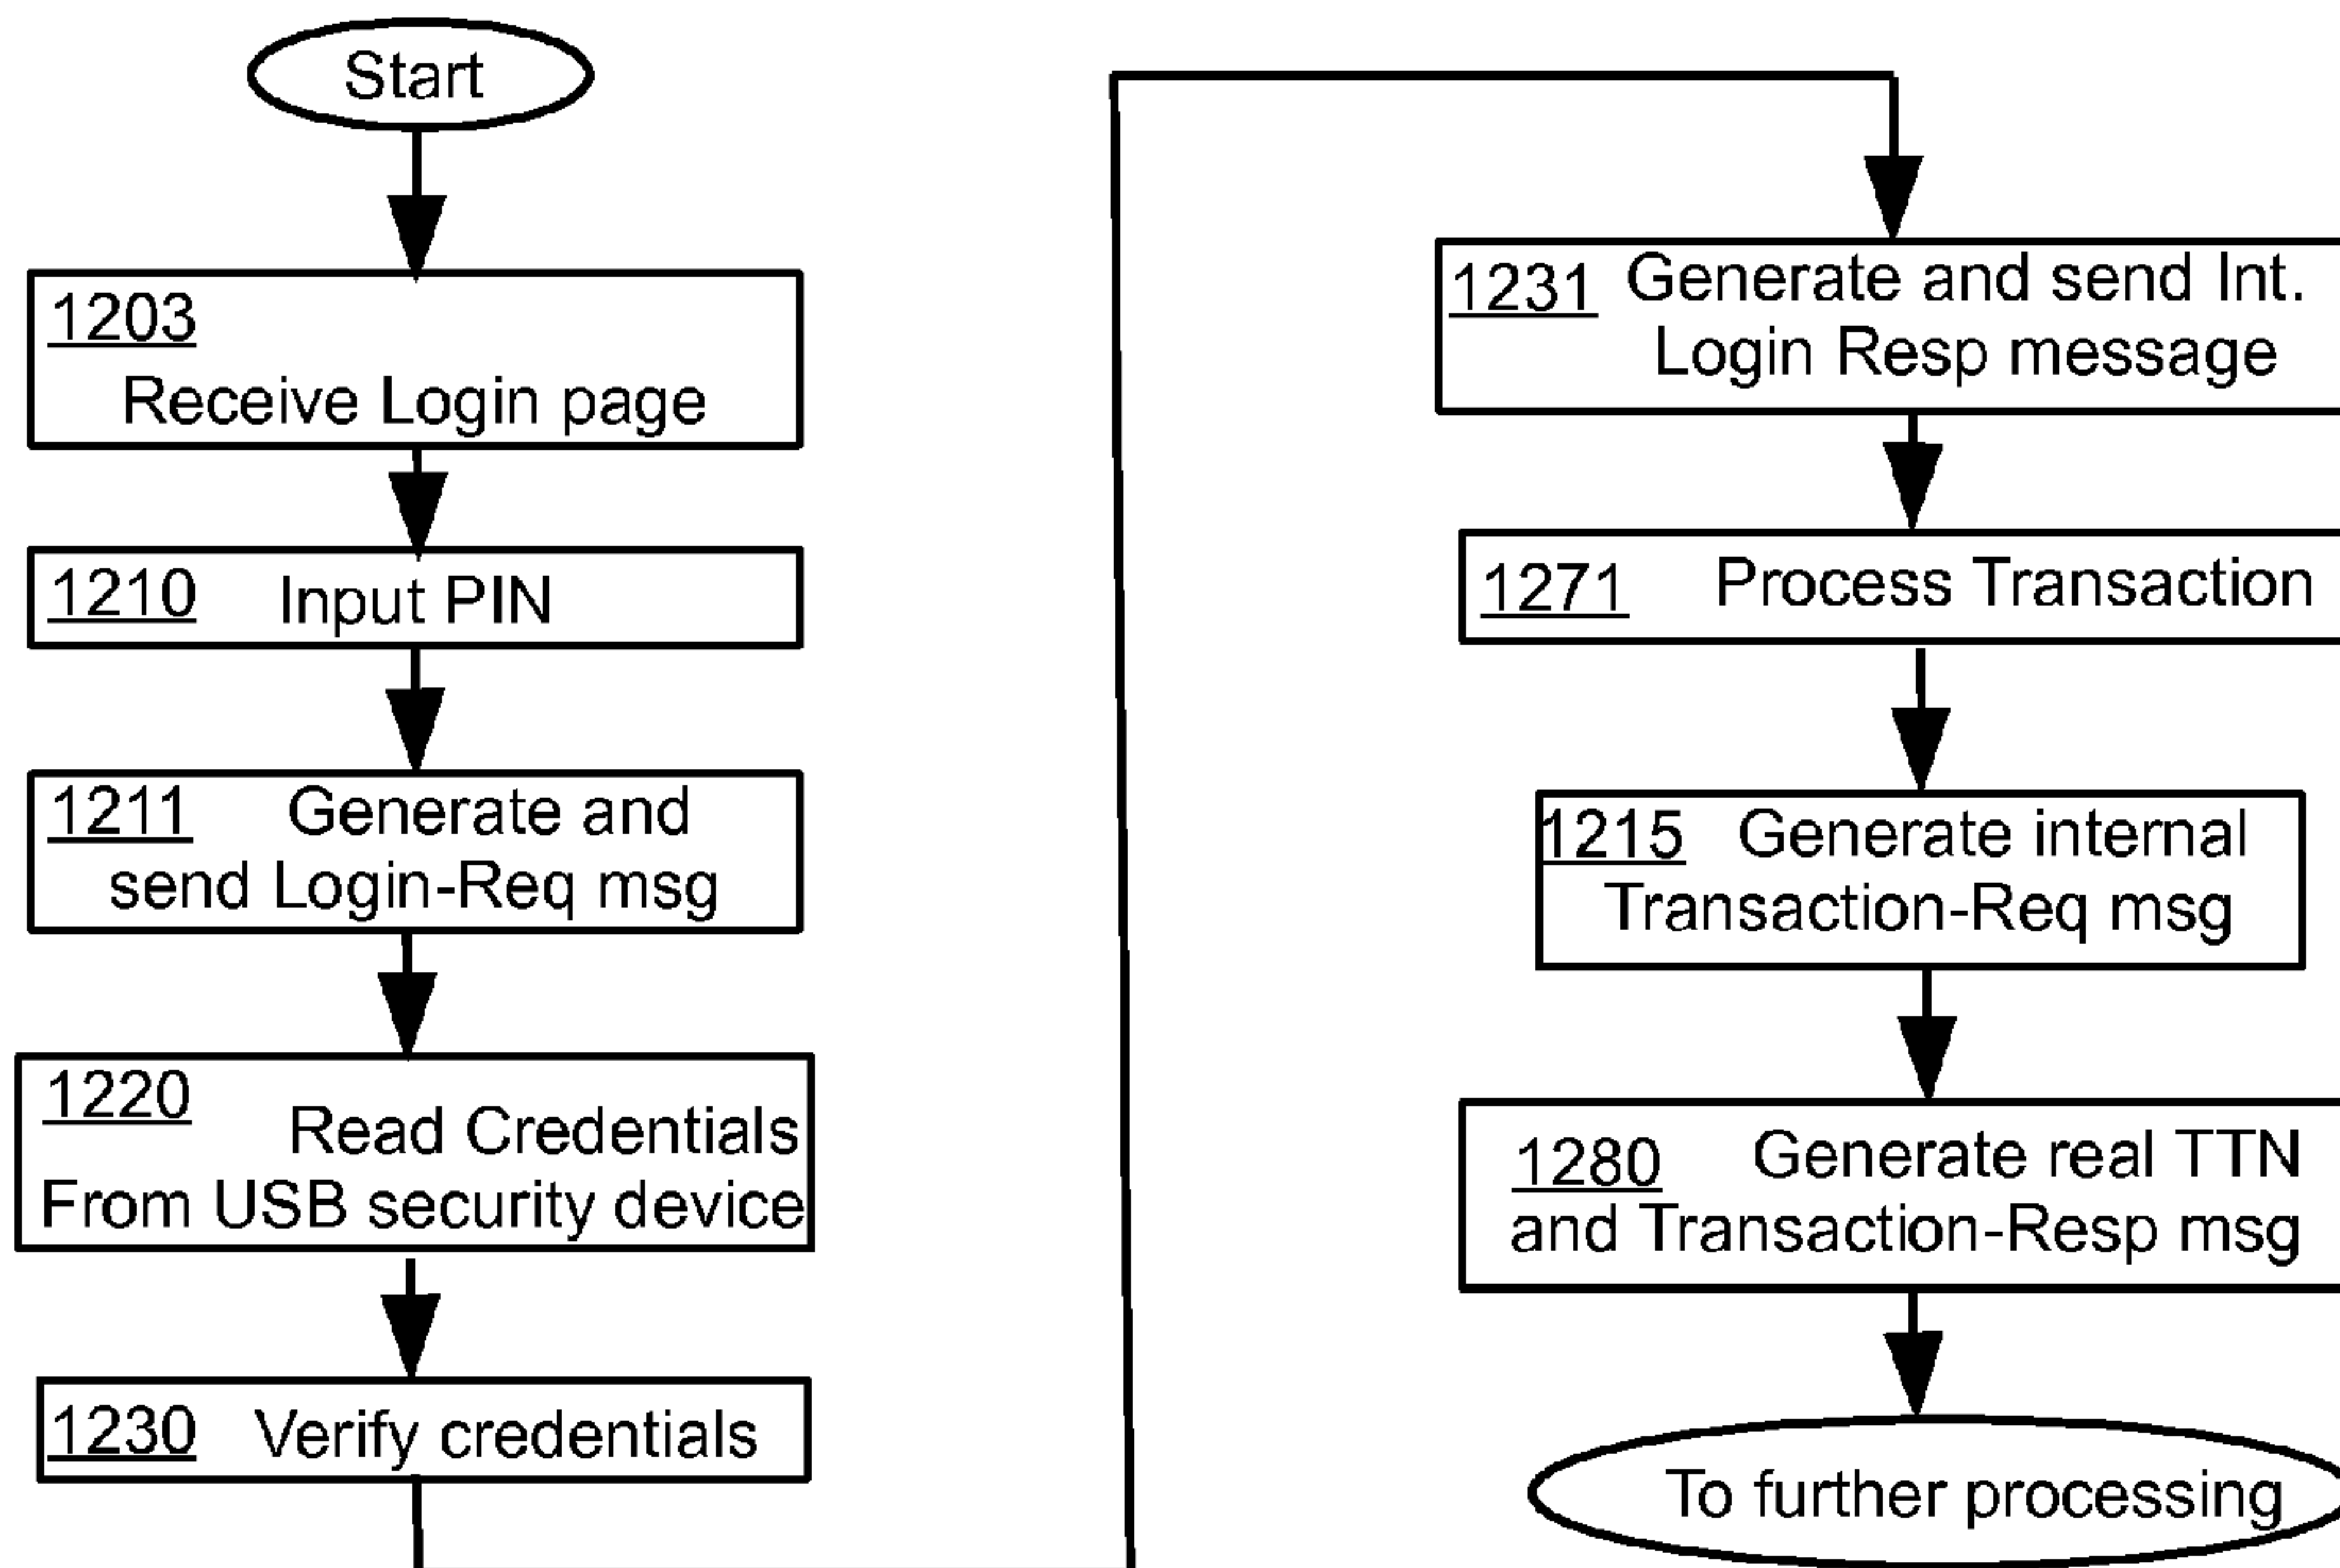 Start
1203
Receive Login page
1210 Input PIN
1211 Generate and
send Login-Req msg
1220
Read Credentials
From USB security device
1230 Verify credentials
1231 Generate and send Int.
Login Resp message
1271 Process Transaction
1215 Generate internal
Transaction-Req msg
1280 Generate real TTN
and Transaction-Resp msg
To further processing